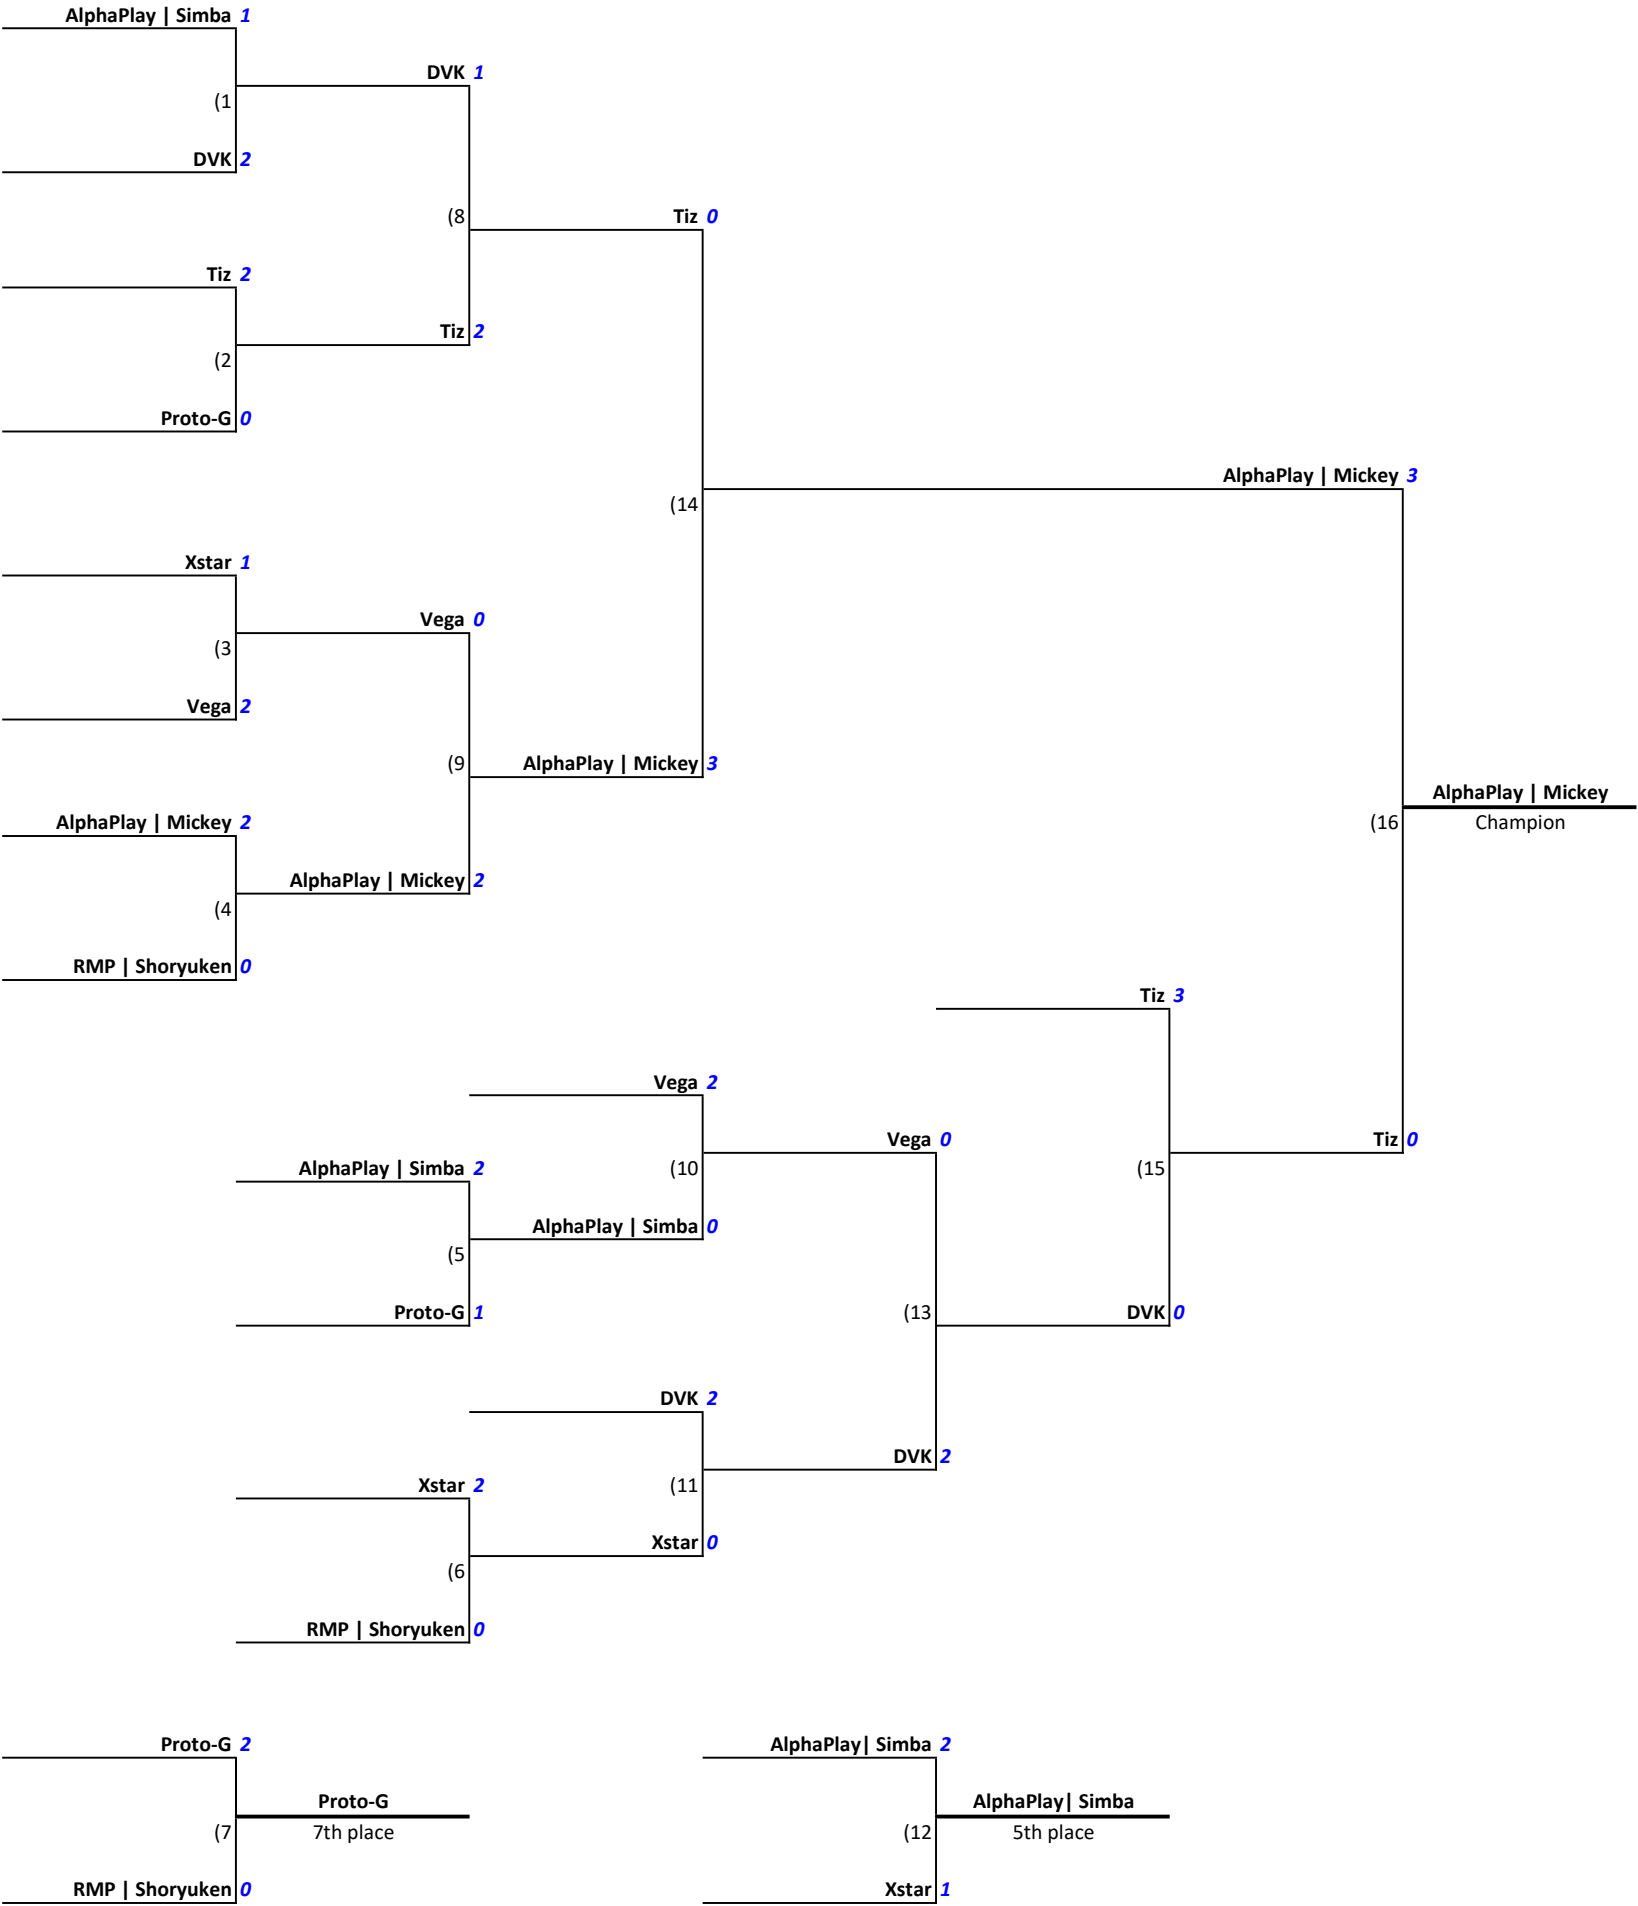 AlphaPlay | Simba 1
DVK 1
(1
DVK 2
(8
Tiz 0
Tiz 2
Tiz 2
(2
Proto-G 0
AlphaPlay | Mickey 3
(14
Xstar 1
Vega 0
(3
Vega 2
(9
AlphaPlay | Mickey 3
AlphaPlay | Mickey
(16
Champion
AlphaPlay | Mickey 2
AlphaPlay | Mickey 2
(4
RMP | Shoryuken 0
Tiz 3
Vega 2
Vega 0
Tiz 0
AlphaPlay | Simba 2
(10
(15
AlphaPlay | Simba 0
(5
Proto-G 1
(13
DVK 0
DVK 2
DVK 2
Xstar 2
(11
Xstar 0
(6
RMP | Shoryuken 0
Proto-G 2
AlphaPlay| Simba 2
Proto-G
AlphaPlay| Simba
(7
7th place
(12
5th place
RMP | Shoryuken 0
Xstar 1